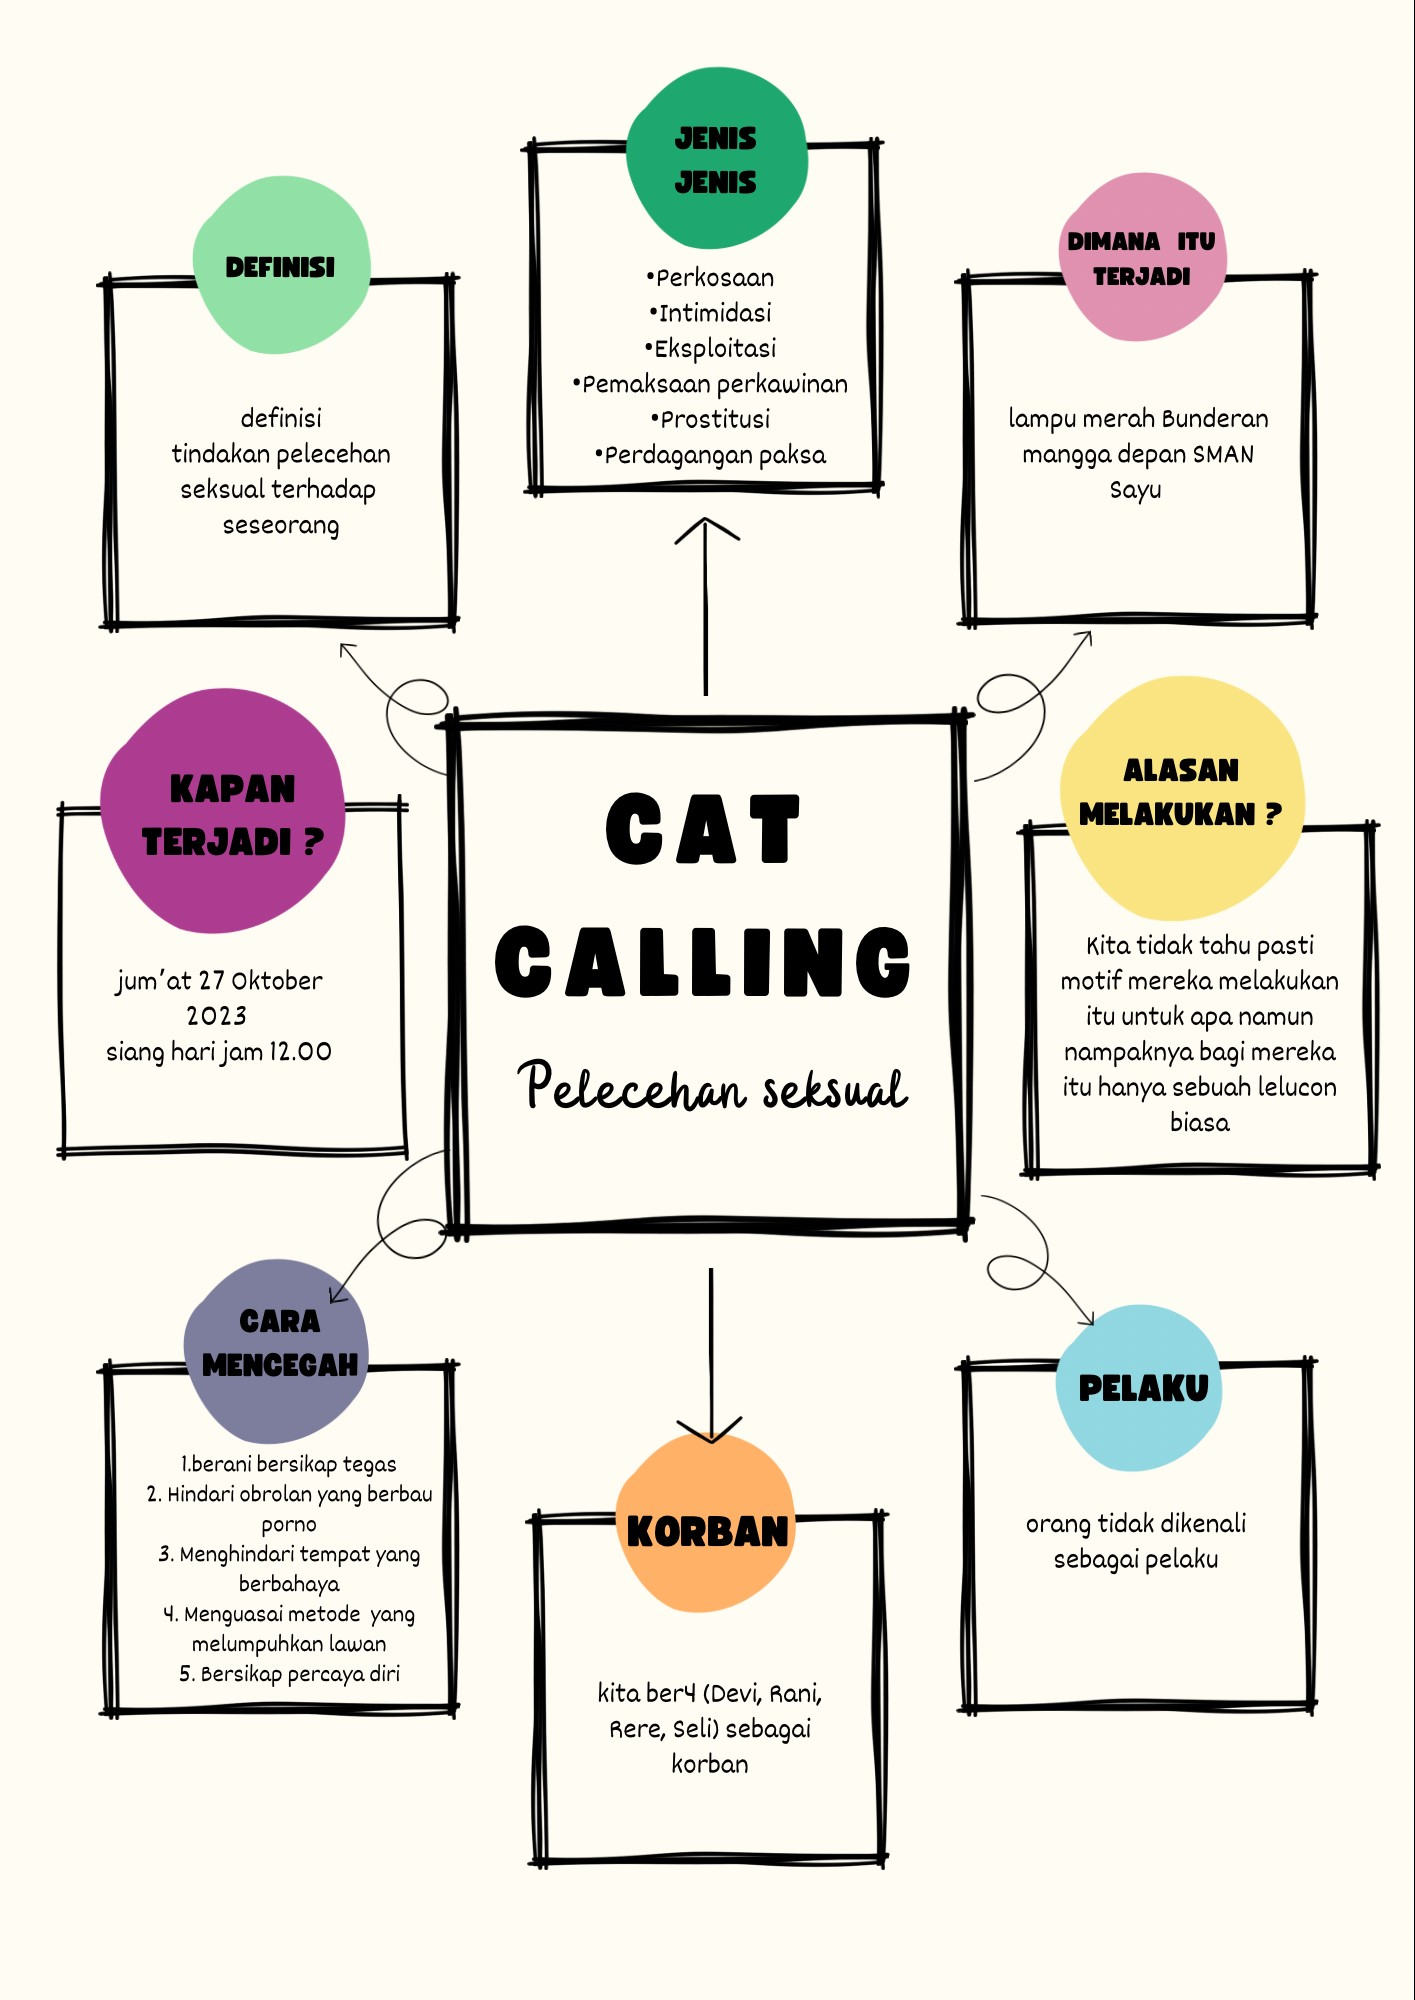 JENIS
JENIS
•Perkosaan
•Intimidasi
•Eksploitasi
•Pemaksaan perkawinan
•Prostitusi
•Perdagangan paksa
DEFINISI
definisi
tindakan pelecehan
seksual terhadap
seseorang
DIMANA ITU
TERJADI
lampu merah Bunderan
mangga depan SMAN
Sayu
KAPAN
TERJADI ?
jum'at 27 Oktober
2023
siang hari jam 12.00
CAT
CALLING
Pelecehan seksual
ALASAN
MELAKUKAN ?
Kita tidak tahu pasti
motif mereka melakukan
itu untuk apa namun
nampaknya bagi mereka
itu hanya sebuah lelucon
biasa
CARA
MENCEGAH
1.berani bersikap tegas
2. Hindari obrolan yang berbau
porno
3. Menghindari tempat yang
berbahaya
4. Menguasai metode yang
melumpuhkan lawan
5. Bersikap percaya diri
KORBAN
kita ber4 (Devi, Rani,
Rere, Seli) sebagai
korban
PELAKU
orang tidak dikenali
sebagai pelaku